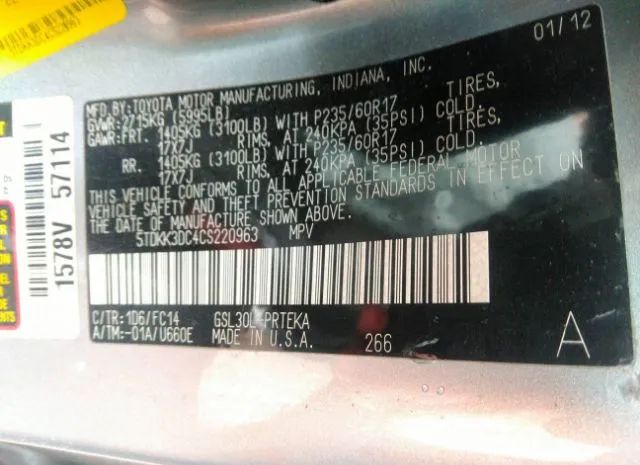 01/12
MFD.BY:TOYOTA MOTOR MANUFACTURING, INDIANA, INC.
GVWR:2715KG (5995LB)
GAWR:FRT. 1405KG (3100LB) WITH P235/60R17 TIRES,
17X7J RIMS, AT 240KPA (35PSI) COLD.
RR. 1405KG (3100LB) WITH P235/60R17 TIRES,
17X7J RIMS, AT 240KPA (35PSI) COLD.
THIS VEHICLE CONFORMS TO ALL APPLICABLE FEDERAL MOTOR
VEHICLE SAFETY AND THEFT PREVENTION STANDARDS IN EFFECT ON
THE DATE OF MANUFACTURE SHOWN ABOVE.
5TDKK3DC4CS220963 MPV
C/TR:1D6/FC14 GSL30L-PRTEKA
A/TM:-01A/U660E MADE IN U.S.A. 266
A
1578V 57114